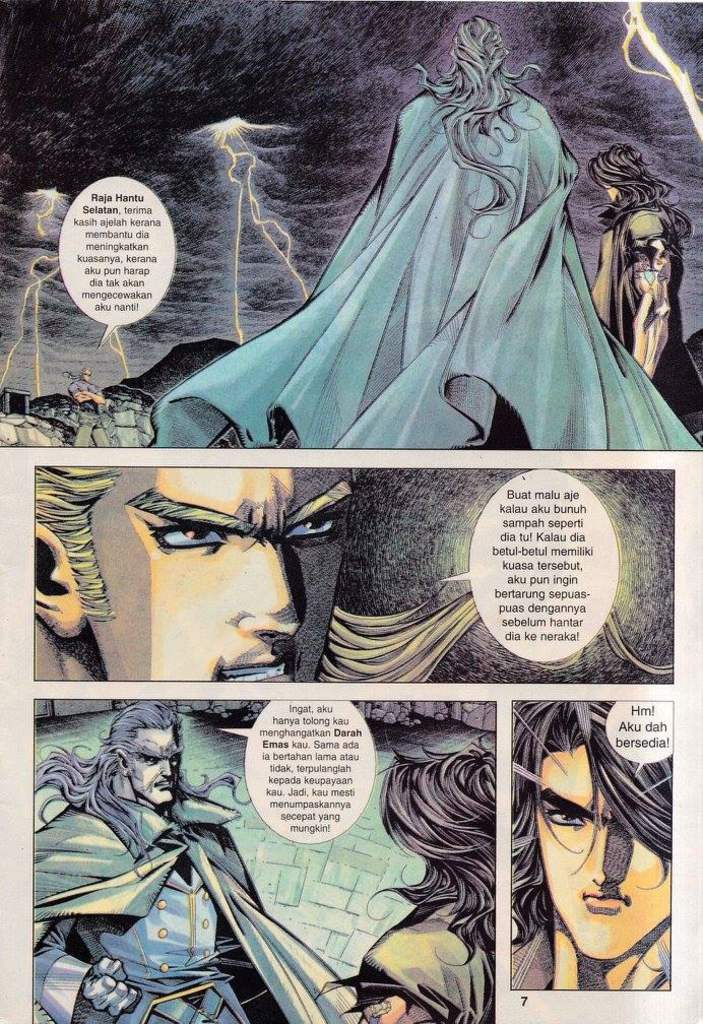 Raja Hantu
Selatan, terima
kasih ajelah kerana
membantu dia
meningkatkan
kuasanya, kerana
aku pun harap
dia tak akan
mengecewakan
aku nanti!
Buat malu aje
kalau aku bunuh
sampah seperti
dia tu! Kalau dia
betul-betul memiliki
kuasa tersebut,
aku pun ingin
bertarung sepuas-
puas dengannya
sebelum hantar
dia ke neraka!
Ingat, aku
hanya tolong kau
menghangatkan Darah
Emas kau. Sama ada
ia bertahan lama atau
tidak, terpulanglah
kepada keupayaan
kau. Jadi, kau mesti
menumpaskannya
secepat yang
mungkin!
Hm!
Aku dah
bersedia!
7